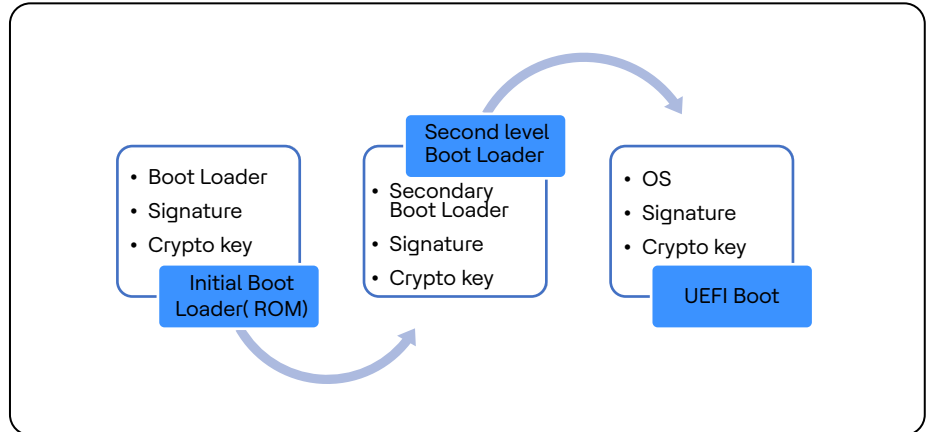 • Boot Loader
• Signature
• Crypto key
Initial Boot
Loader( ROM)
Second level
Boot Loader
• Secondary
Boot Loader
• Signature
• Crypto key
• OS
• Signature
• Crypto key
UEFI Boot